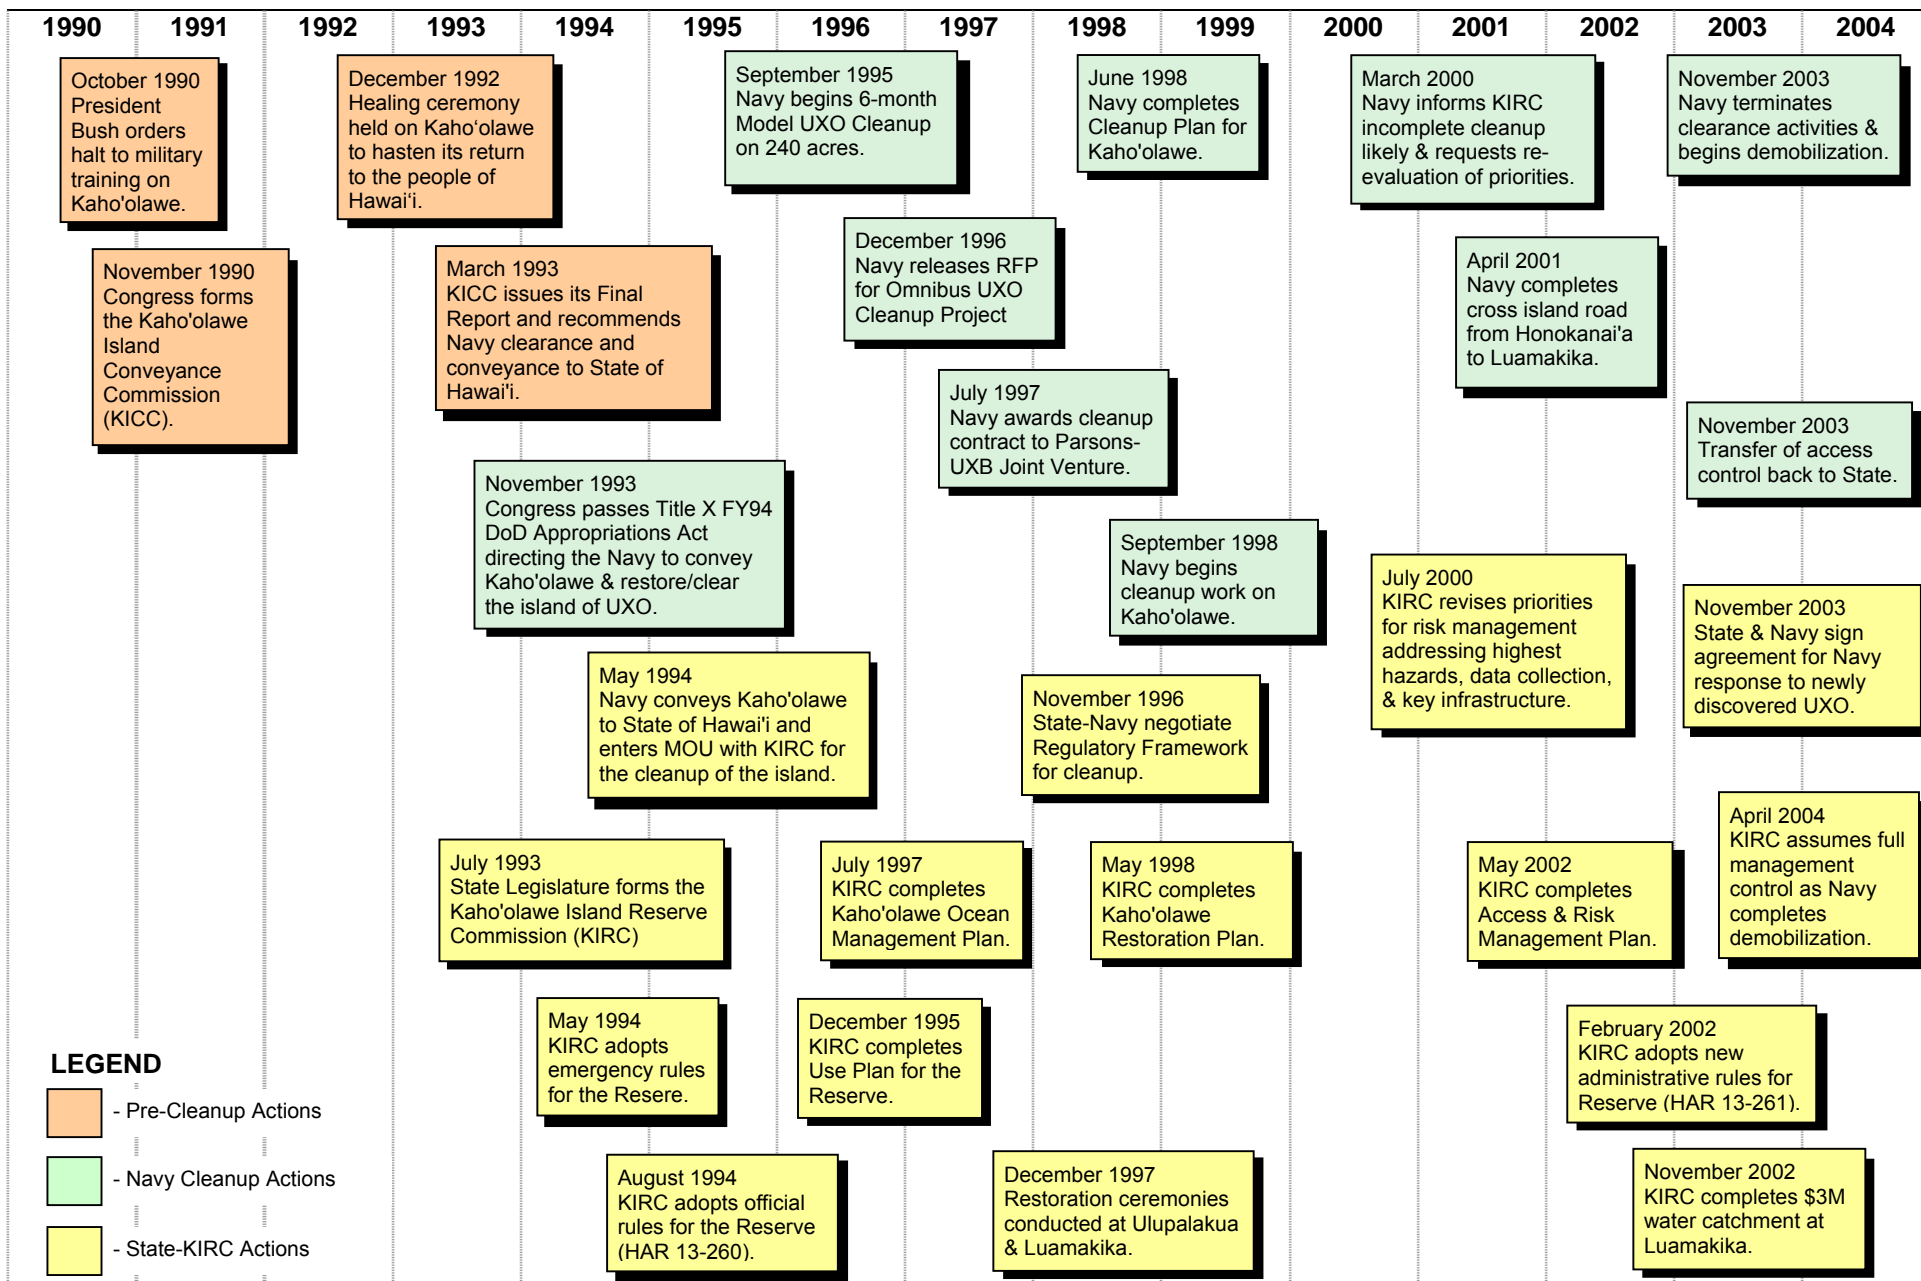 1990 1991 1992 1993 1994 1995 1996 1997 1998 1999 2000 2001 2002 2003 2004
October 1990
President
Bush orders
halt to military
training on
Kaho'olawe.
December 1992
Healing ceremony
held on Kaho‘olawe
to hasten its return
to the people of
Hawai‘i.
September 1995
Navy begins 6-month
Model UXO Cleanup
on 240 acres.
June 1998
Navy completes
Cleanup Plan for
Kaho'olawe.
March 2000
Navy informs KIRC
incomplete cleanup
likely & requests re-
evaluation of priorities.
November 2003
Navy terminates
clearance activities &
begins demobilization.
November 1990
Congress forms
the Kaho'olawe
Island
Conveyance
Commission
(KICC).
March 1993
KICC issues its Final
Report and recommends
Navy clearance and
conveyance to State of
Hawai'i.
December 1996
Navy releases RFP
for Omnibus UXO
Cleanup Project
April 2001
Navy completes
cross island road
from Honokanai'a
to Luamakika.
July 1997
Navy awards cleanup
contract to Parsons-
UXB Joint Venture.
November 2003
Transfer of access
control back to State.
November 1993
Congress passes Title X FY94
DoD Appropriations Act
directing the Navy to convey
Kaho'olawe & restore/clear
the island of UXO.
September 1998
Navy begins
cleanup work on
Kaho'olawe.
July 2000
KIRC revises priorities
for risk management
addressing highest
hazards, data collection,
& key infrastructure.
November 2003
State & Navy sign
agreement for Navy
response to newly
discovered UXO.
May 1994
Navy conveys Kaho'olawe
to State of Hawai'i and
enters MOU with KIRC for
the cleanup of the island.
November 1996
State-Navy negotiate
Regulatory Framework
for cleanup.
April 2004
KIRC assumes full
management
control as Navy
completes
demobilization.
July 1993
State Legislature forms the
Kaho'olawe Island Reserve
Commission (KIRC)
July 1997
KIRC completes
Kaho'olawe Ocean
Management Plan.
May 1998
KIRC completes
Kaho'olawe
Restoration Plan.
May 2002
KIRC completes
Access & Risk
Management Plan.
May 1994
KIRC adopts
emergency rules
for the Resere.
December 1995
KIRC completes
Use Plan for the
Reserve.
February 2002
KIRC adopts new
administrative rules for
Reserve (HAR 13-261).
August 1994
KIRC adopts official
rules for the Reserve
(HAR 13-260).
December 1997
Restoration ceremonies
conducted at Ulupalakua
& Luamakika.
November 2002
KIRC completes $3M
water catchment at
Luamakika.
LEGEND
- Pre-Cleanup Actions
- Navy Cleanup Actions
- State-KIRC Actions